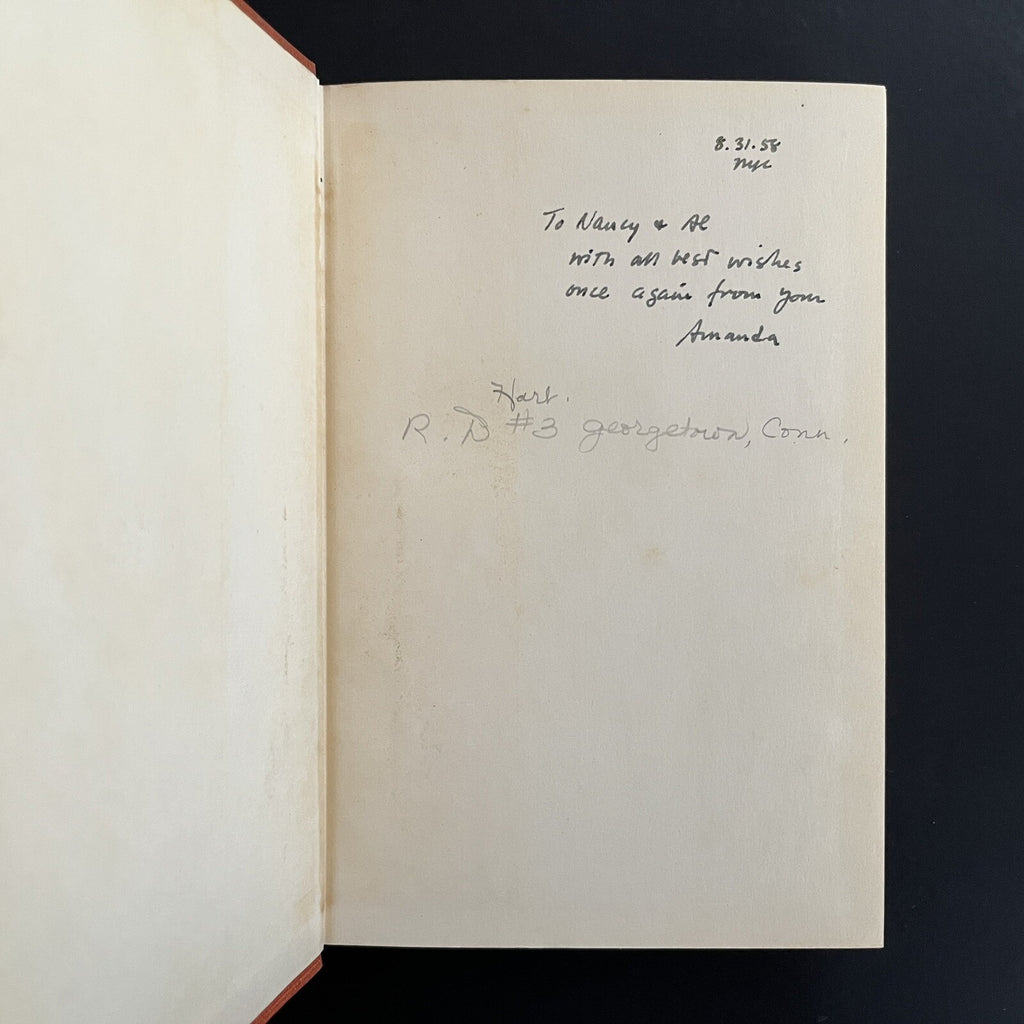 8.31.58
NYC
To Nancy & Al
with all best wishes
once again from your
Amanda
Hart.
R.D #3 Georgetown, Conn.